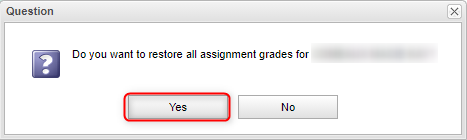 Question
Do you want to restore all assignment grades for
Yes
No